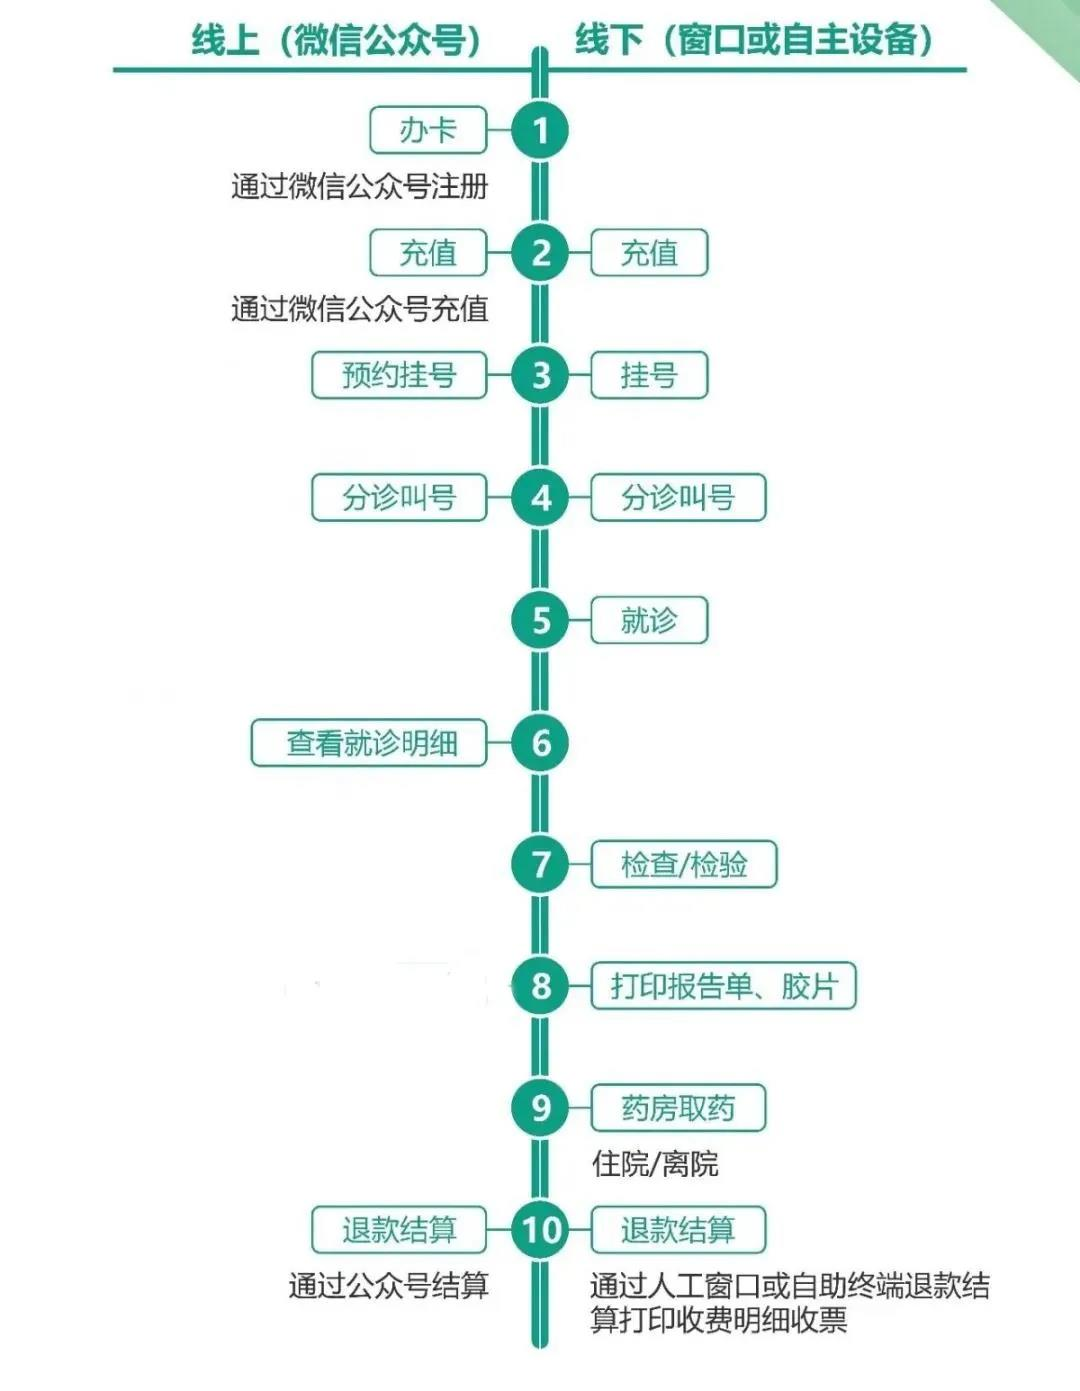 线上（微信公众号）
线下（窗口或自主设备）
办卡
1
通过微信公众号注册
充值
2
充值
通过微信公众号充值
预约挂号
3
挂号
分诊叫号
4
分诊叫号
5
就诊
查看就诊明细
6
7
检查/检验
8
打印报告单、胶片
9
药房取药
住院/离院
退款结算
10
退款结算
通过公众号结算
通过人工窗口或自助终端退款结
算打印收费明细收票